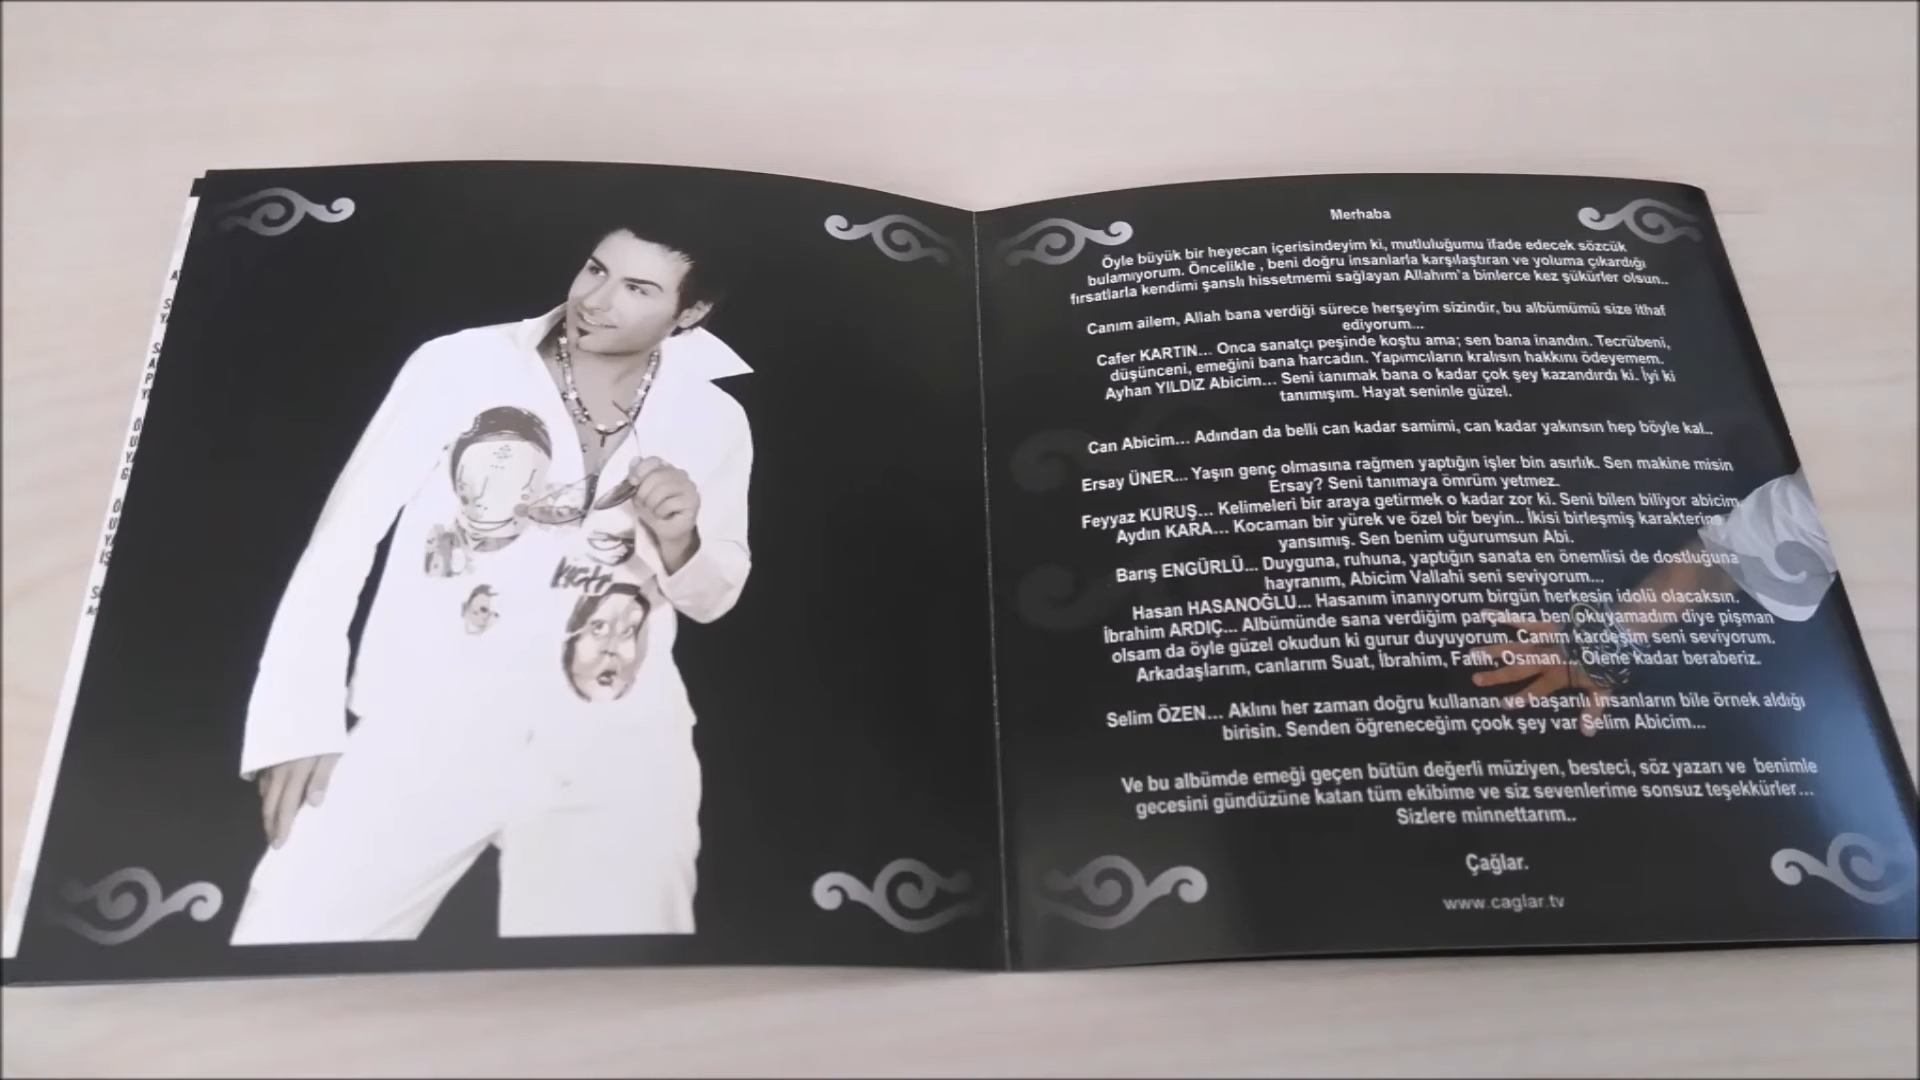 Merhaba
Öyle büyük bir heyecan içerisindeyim ki, mutluluğumu ifade edecek sözcük
bulamıyorum. Öncelikle , beni doğru insanlarla karşılaştıran ve yoluma çıkardığı
fırsatlarla kendimi şanslı hissetmemi sağlayan Allahım'a binlerce kez şükürler olsun..
Canım ailem, Allah bana verdiği sürece herşeyim sizindir, bu albümümü size ithaf
ediyorum...
Cafer KARTIN... Onca sanatçı peşinde koştu ama; sen bana inandın. Tecrübeni,
düşünceni, emeğini bana harcadın. Yapımcıların kralısın hakkını ödeyemem.
Ayhan YILDIZ Abicim... Seni tanımak bana o kadar çok şey kazandırdı ki. İyi ki
tanımışım. Hayat seninle güzel.
Can Abicim... Adından da belli can kadar samimi, can kadar yakınsın hep böyle kal..
Ersay ÜNER... Yaşın genç olmasına rağmen yaptığın işler bin asırlık. Sen makine misin
Ersay? Seni tanımaya ömrüm yetmez.
Feyyaz KURUŞ... Kelimeleri bir araya getirmek o kadar zor ki. Seni bilen biliyor abicim
Aydın KARA... Kocaman bir yürek ve özel bir beyin.. İkisi birleşmiş karakterine
yansımış. Sen benim uğurumsun Abi.
Barış ENGÜRLÜ... Duyguna, ruhuna, yaptığın sanata en önemlisi de dostluğuna
hayranım, Abicim Vallahi seni seviyorum...
Hasan HASANOĞLU... Hasanım inanıyorum birgün herkesin idolü olacaksın.
İbrahim ARDIÇ... Albümünde sana verdiğim parçalara ben okuyamadım diye pişman
olsam da öyle güzel okudun ki gurur duyuyorum. Canım kardeşim seni seviyorum.
Arkadaşlarım, canlarım Suat, İbrahim, Fatih, Osman... Ölene kadar beraberiz.
Selim ÖZEN... Aklını her zaman doğru kullanan ve başarılı insanların bile örnek aldığı
birisin. Senden öğreneceğim çook şey var Selim Abicim...
Ve bu albümde emeği geçen bütün değerli müziyen, besteci, söz yazarı ve benimle
gecesini gündüzüne katan tüm ekibime ve siz sevenlerime sonsuz teşekkürler...
Sizlere minnettarım..
Çağlar.
www.caglar.tv